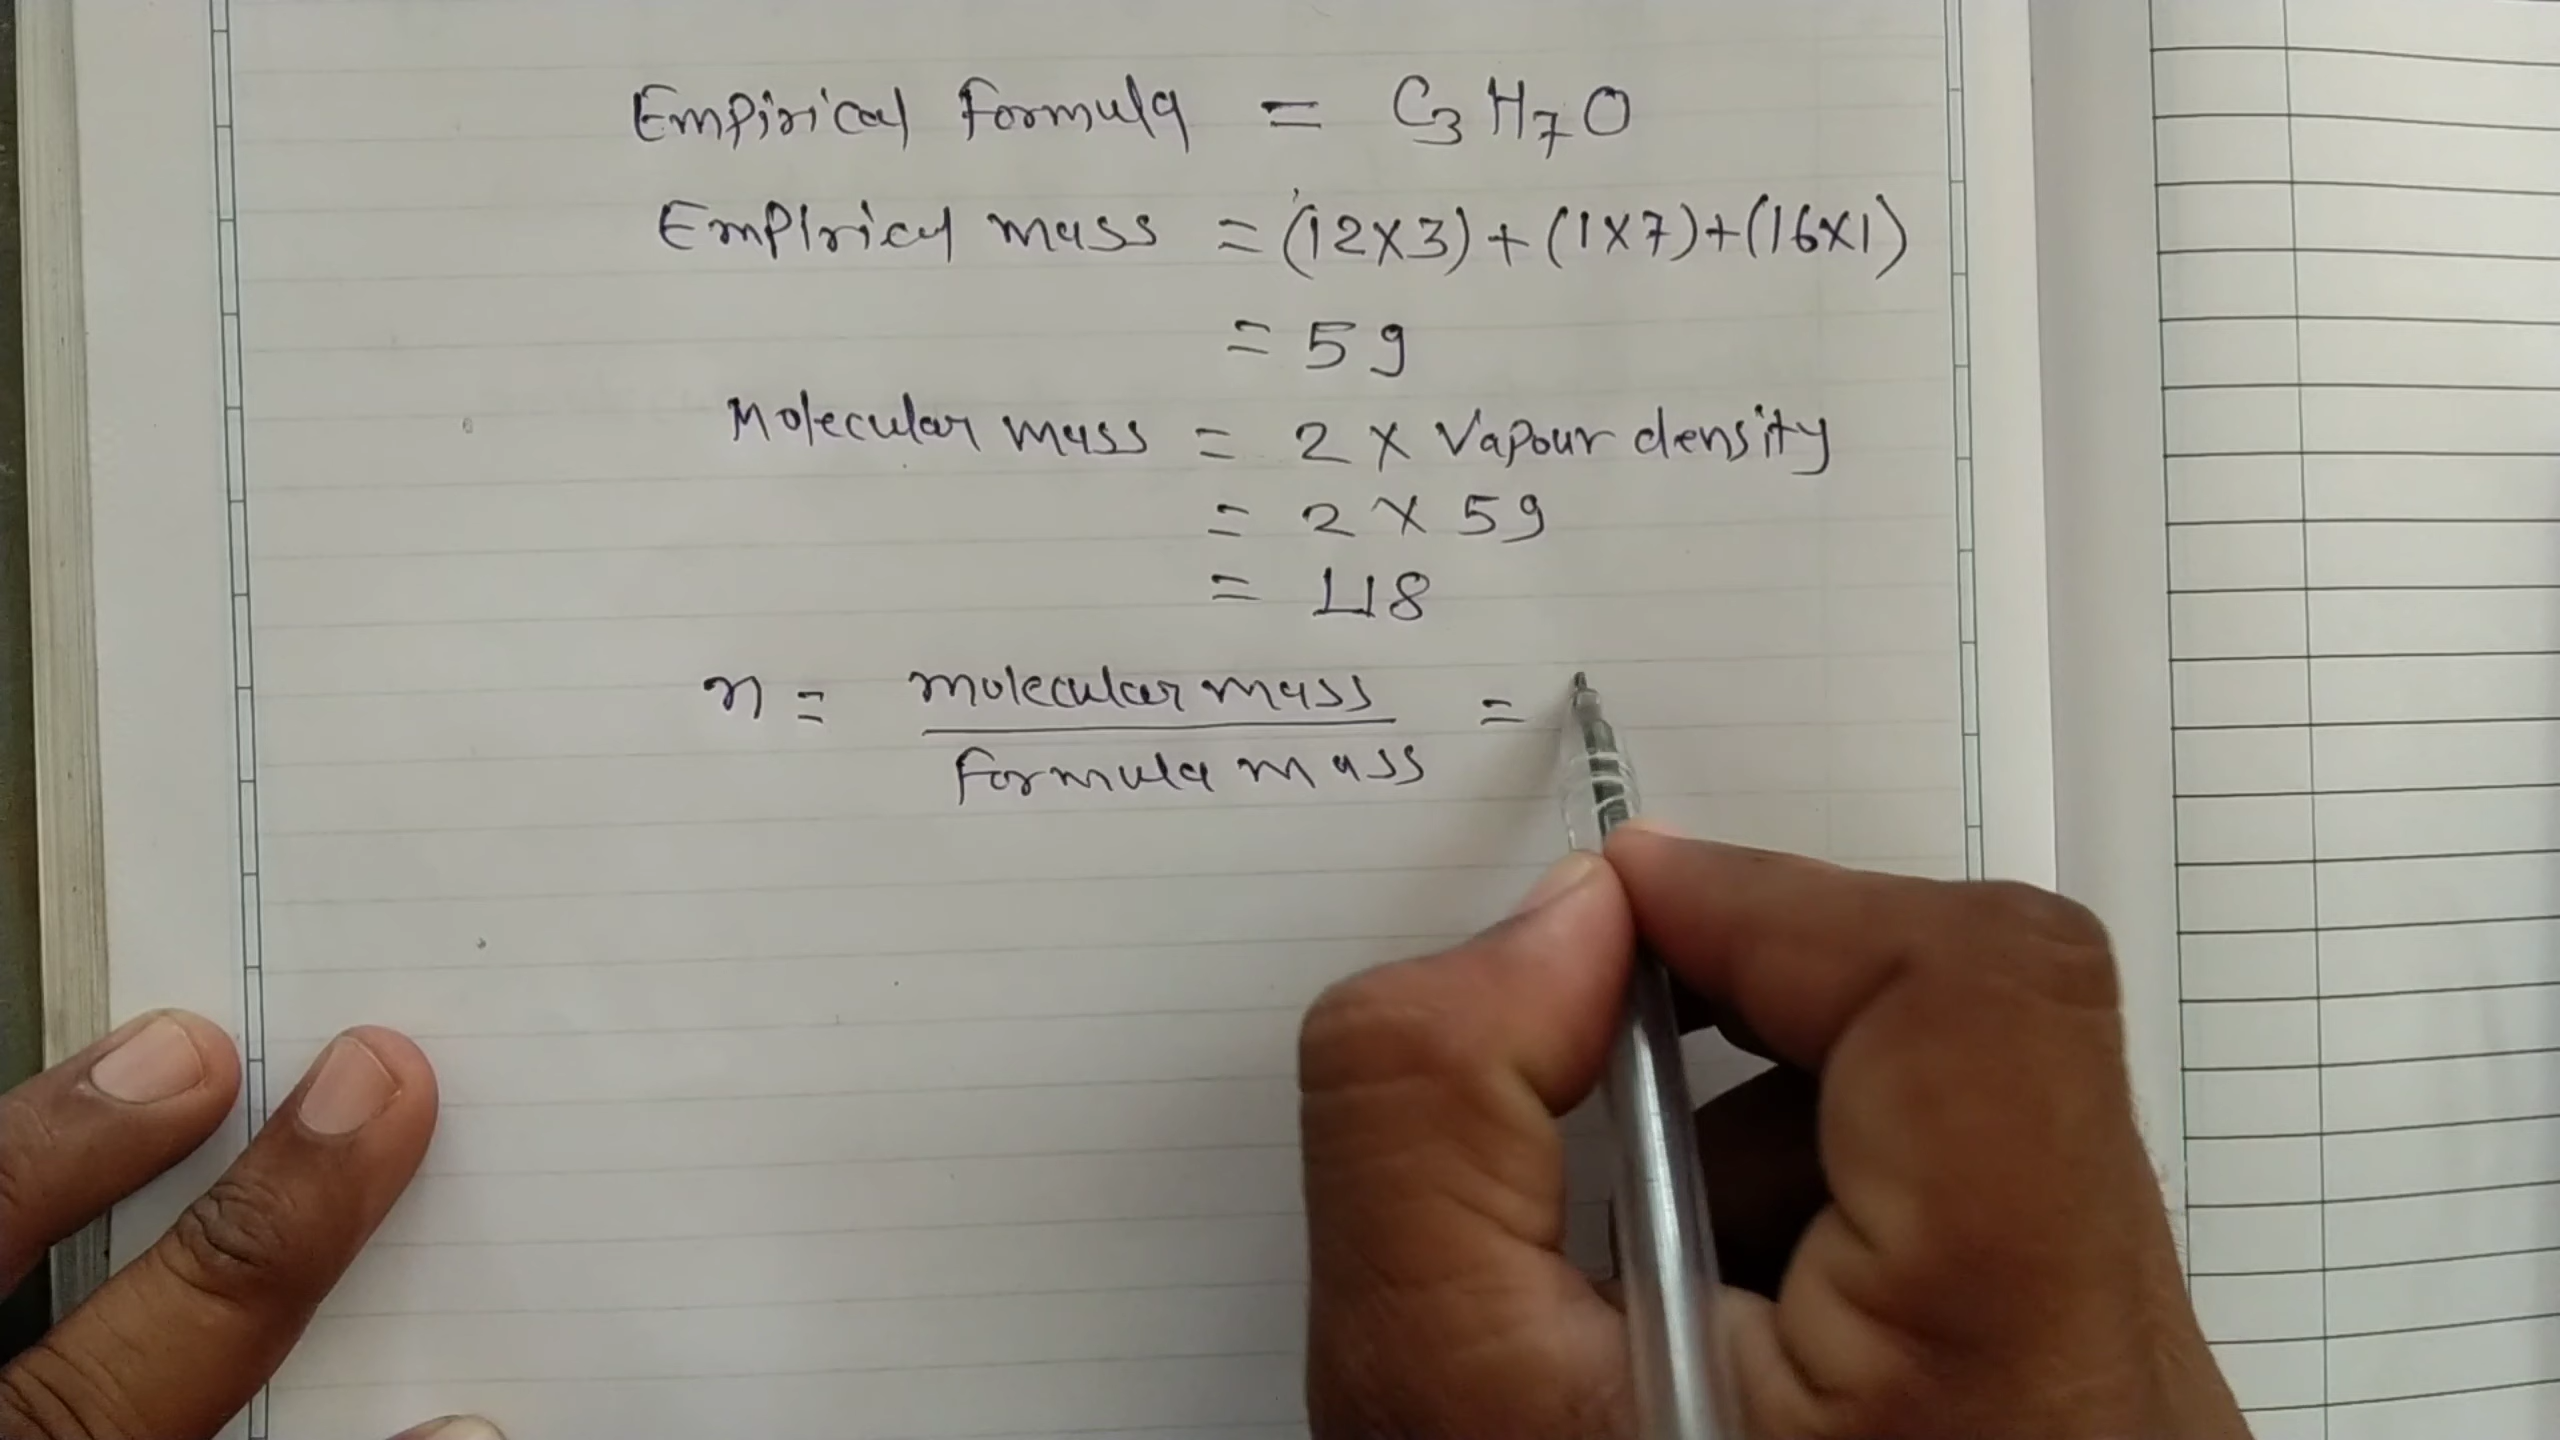 Empirical Formula = C₃H₇O
Empirical mass = (12×3)+(1×7)+(16×1)
= 59
Molecular mass = 2 × Vapour density
= 2 × 59
= 118
n = molecular mass / formula mass =